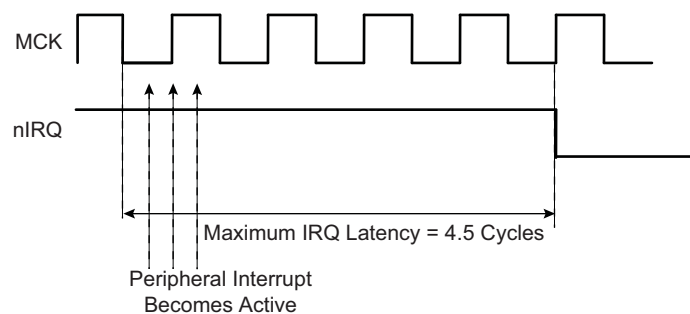 MCK
nIRQ
Maximum IRQ Latency = 4.5 Cycles
Peripheral Interrupt
Becomes Active